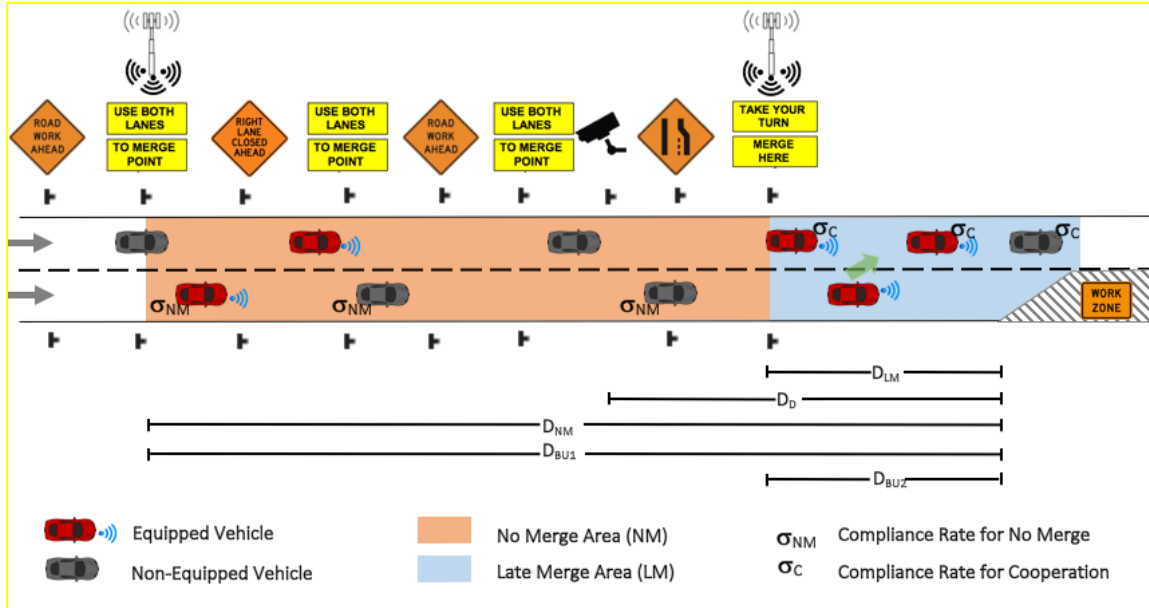 ROAD
WORK
AHEAD
USE BOTH
LANES
TO MERGE
POINT
RIGHT
LANE
CLOSED
AHEAD
USE BOTH
LANES
TO MERGE
POINT
ROAD
WORK
AHEAD
USE BOTH
LANES
TO MERGE
POINT
TAKE YOUR
TURN
MERGE
HERE
σC
σC
σC
σNM
σNM
σNM
WORK
ZONE
DLM
DD
DNM
DBU1
DBU2
Equipped Vehicle
Non-Equipped Vehicle
No Merge Area (NM)
Late Merge Area (LM)
σNM Compliance Rate for No Merge
σC Compliance Rate for Cooperation